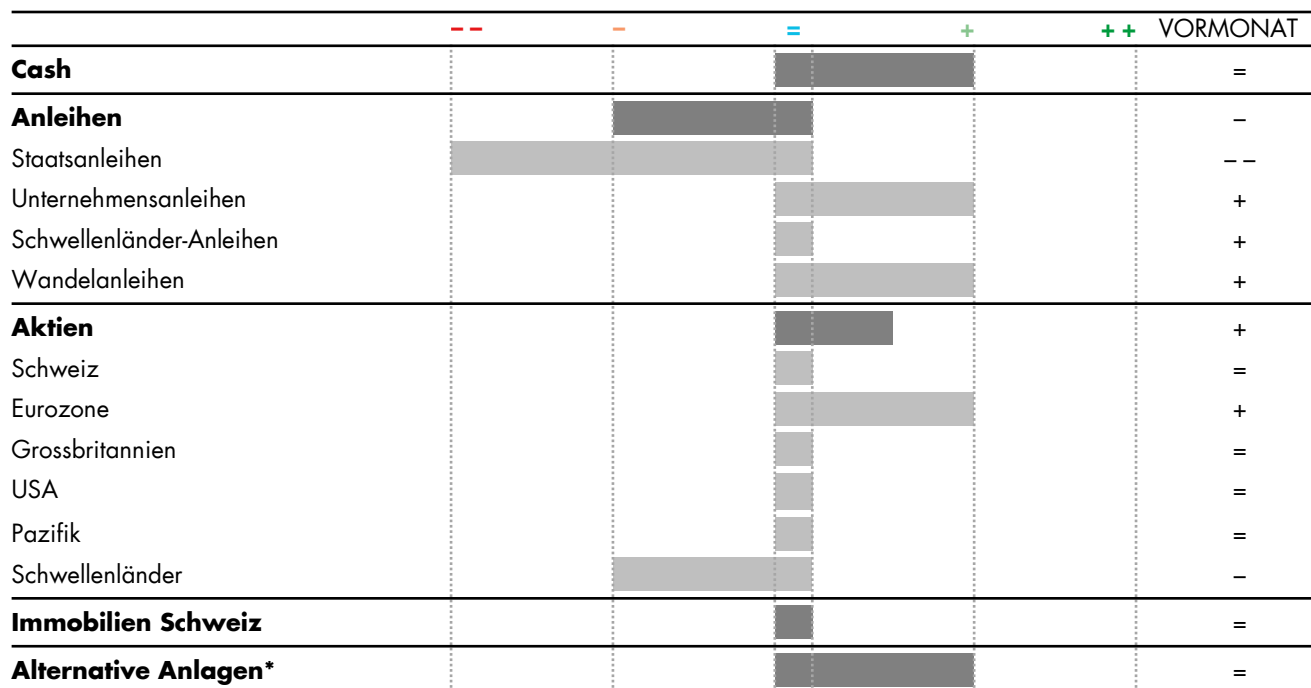 – – – = + + + VORMONAT
Cash =
Anleihen –
Staatsanleihen – –
Unternehmensanleihen +
Schwellenländer-Anleihen +
Wandelanleihen +
Aktien +
Schweiz =
Eurozone +
Grossbritannien =
USA =
Pazifik =
Schwellenländer –
Immobilien Schweiz =
Alternative Anlagen* =